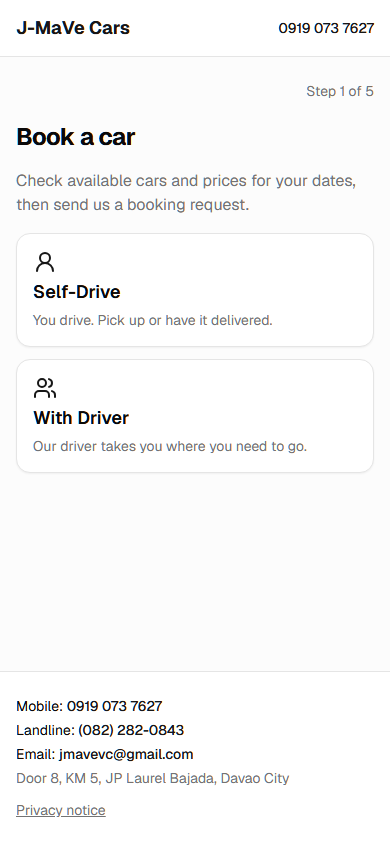 J-MaVe Cars
0919 073 7627
Step 1 of 5
Book a car
Check available cars and prices for your dates,
then send us a booking request.
Self-Drive
You drive. Pick up or have it delivered.
With Driver
Our driver takes you where you need to go.
Mobile: 0919 073 7627
Landline: (082) 282-0843
Email: jmavevc@gmail.com
Door 8, KM 5, JP Laurel Bajada, Davao City
Privacy notice